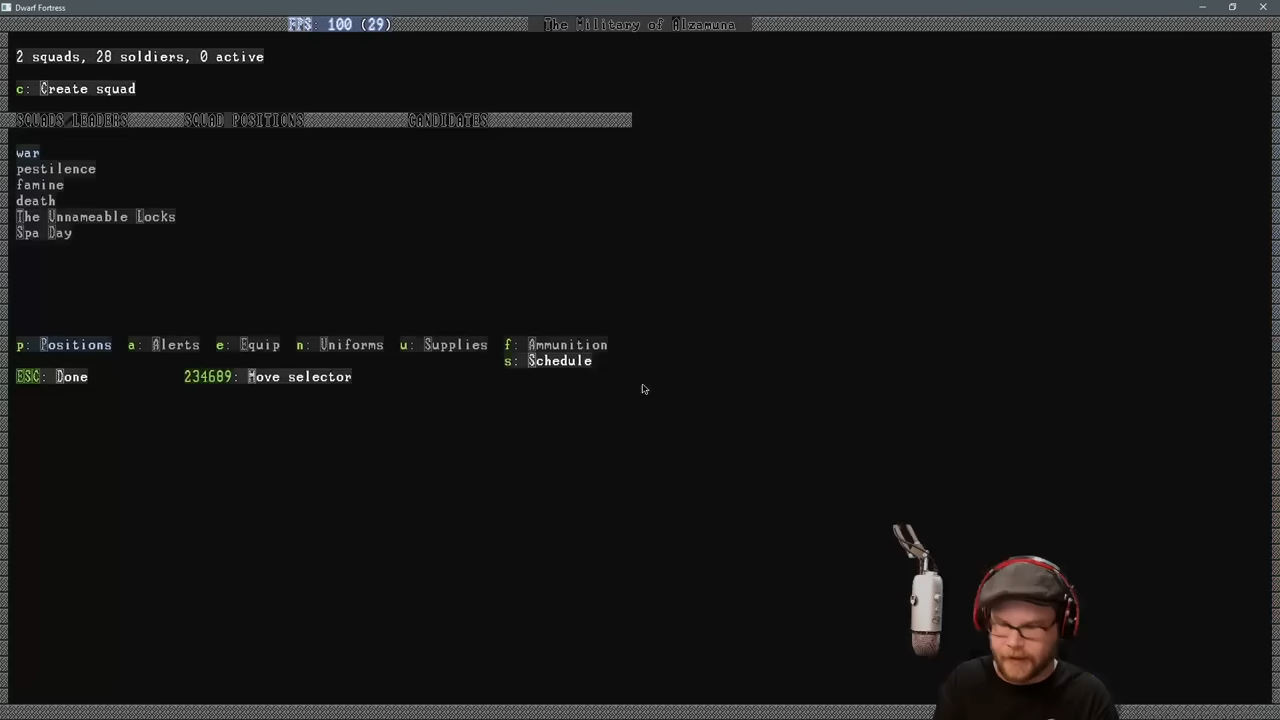 Dwarf Fortress
FPS: 100 (29) The Military of Alzamuna
2 squads, 28 soldiers, 0 active
c: Create squad
SQUADS/LEADERS SQUAD POSITIONS CANDIDATES
war
pestilence
famine
death
The Unnameable Locks
Spa Day
p: Positions a: Alerts e: Equip n: Uniforms u: Supplies f: Ammunition
s: Schedule
ESC: Done 234689: Move selector